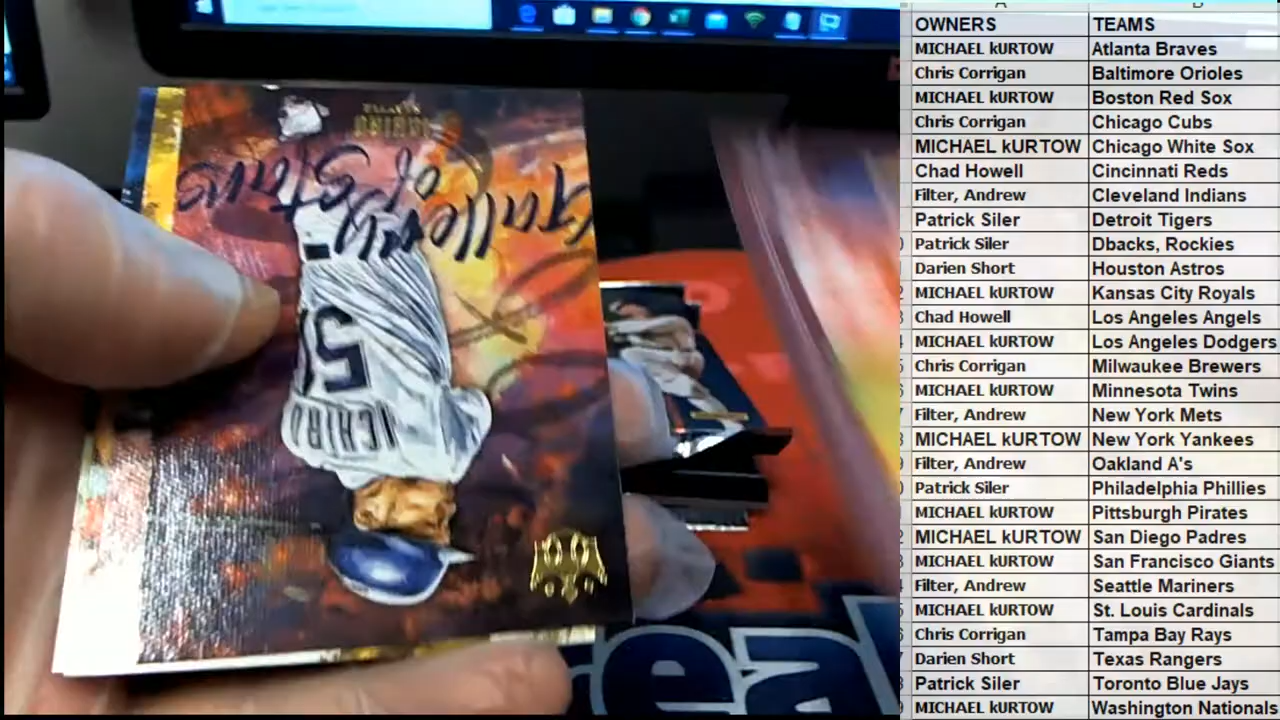 ICHIRO
Gallery
of Stars
ICHIRO
OWNERS TEAMS
MICHAEL kURTOW Atlanta Braves
Chris Corrigan Baltimore Orioles
MICHAEL kURTOW Boston Red Sox
Chris Corrigan Chicago Cubs
MICHAEL kURTOW Chicago White Sox
Chad Howell Cincinnati Reds
Filter, Andrew Cleveland Indians
Patrick Siler Detroit Tigers
Patrick Siler Dbacks, Rockies
Darien Short Houston Astros
MICHAEL kURTOW Kansas City Royals
Chad Howell Los Angeles Angels
MICHAEL kURTOW Los Angeles Dodgers
Chris Corrigan Milwaukee Brewers
MICHAEL kURTOW Minnesota Twins
Filter, Andrew New York Mets
MICHAEL kURTOW New York Yankees
Filter, Andrew Oakland A's
Patrick Siler Philadelphia Phillies
MICHAEL kURTOW Pittsburgh Pirates
MICHAEL kURTOW San Diego Padres
MICHAEL kURTOW San Francisco Giants
Filter, Andrew Seattle Mariners
MICHAEL kURTOW St. Louis Cardinals
Chris Corrigan Tampa Bay Rays
Darien Short Texas Rangers
Patrick Siler Toronto Blue Jays
MICHAEL kURTOW Washington Nationals